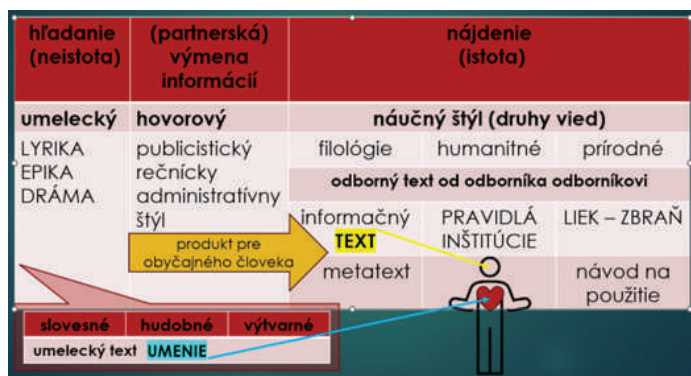 hľadanie
(neistota)
(partnerská)
výmena
informácií
nájdenie
(istota)
umelecký
hovorový
náučný štýl (druhy vied)
LYRIKA
EPIKA
DRÁMA
publicistický
rečnícky
administratívny
štýl
filológie
humanitné
prírodné
odborný text od odborníka odborníkovi
informačný
TEXT
PRAVIDLÁ
INŠTITÚCIE
LIEK – ZBRAŇ
produkt pre
obyčajného človeka
metatext
návod na
použitie
slovesné
hudobné
výtvarné
umelecký text UMENIE